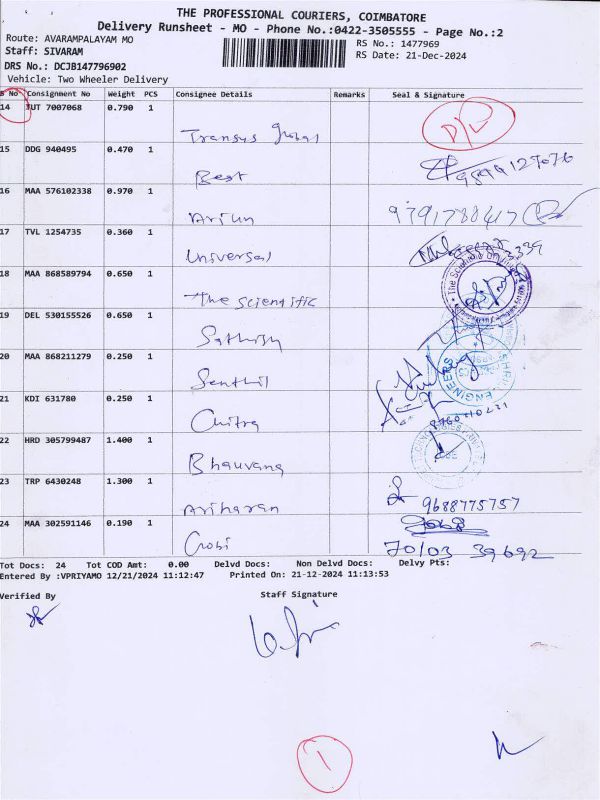 THE PROFESSIONAL COURIERS, COIMBATORE
Delivery Runsheet - MO - Phone No.:0422-3505555 - Page No.:2
Route: AVARAMPALAYAM MO
RS No.: 1477969
Staff: SIVARAM
RS Date: 21-Dec-2024
DRS No.: DCJB147796902
Vehicle: Two Wheeler Delivery
S No Consignment No Weight PCS Consignee Details Remarks Seal & Signature
14 JUT 7007068 0.790 1 Transys Global D/L
15 DDG 940495 0.470 1 Best
16 MAA 576102338 0.970 1 Arjun
17 TVL 1254735 0.360 1 Universal
18 MAA 868589794 0.650 1 The Scientific
19 DEL 530155526 0.650 1 Sathish
20 MAA 868211279 0.250 1 Senthil
ENGINEERS
21 KDI 631780 0.250 1 Chitra
22 HRD 305799487 1.400 1 Bhauvana
23 TRP 6430248 1.300 1 Ariharan 9688775757
24 MAA 302591146 0.190 1 Gobi 70103 39692
Tot Docs: 24 Tot COD Amt: 0.00 Delvd Docs: Non Delvd Docs: Delvy Pts:
Entered By :VPRIYAMO 12/21/2024 11:12:47 Printed On: 21-12-2024 11:13:53
Verified By Staff Signature
1